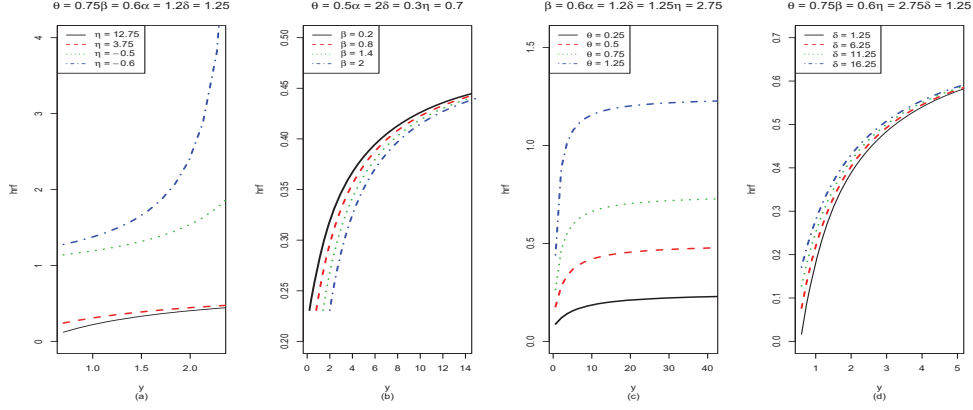 θ = 0.75β = 0.6α = 1.2δ = 1.25
η = 12.75
η = 3.75
η = −0.5
η = −0.6
hrf
0
1
2
3
4
1.0
1.5
2.0
y
(a)
θ = 0.5α = 2δ = 0.3η = 0.7
β = 0.2
β = 0.8
β = 1.4
β = 2
hrf
0.20
0.25
0.30
0.35
0.40
0.45
0.50
0
2
4
6
8
10
12
14
y
(b)
β = 0.6α = 1.2δ = 1.25η = 2.75
θ = 0.25
θ = 0.5
θ = 0.75
θ = 1.25
hrf
0.0
0.5
1.0
1.5
0
10
20
30
40
y
(c)
θ = 0.75β = 0.6η = 2.75δ = 1.25
δ = 1.25
δ = 6.25
δ = 11.25
δ = 16.25
hrf
0.0
0.1
0.2
0.3
0.4
0.5
0.6
0.7
0
1
2
3
4
5
y
(d)